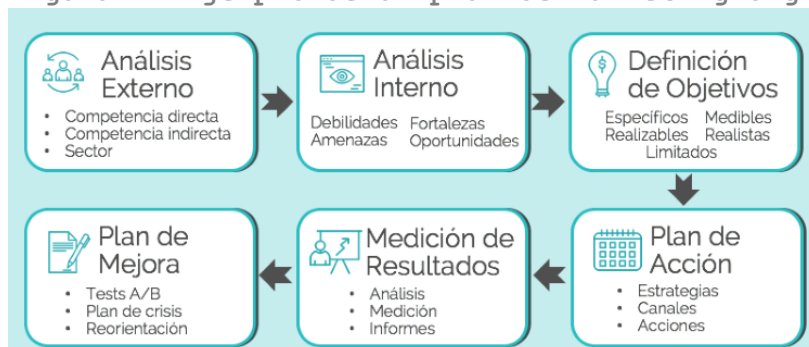 Análisis
Externo
• Competencia directa
• Competencia indirecta
• Sector
Análisis
Interno
Debilidades Fortalezas
Amenazas Oportunidades
Definición
de Objetivos
Específicos Medibles
Realizables Realistas
Limitados
Plan de
Acción
• Estrategias
• Canales
• Acciones
Medición de
Resultados
• Análisis
• Medición
• Informes
Plan de
Mejora
• Tests A/B
• Plan de crisis
• Reorientación